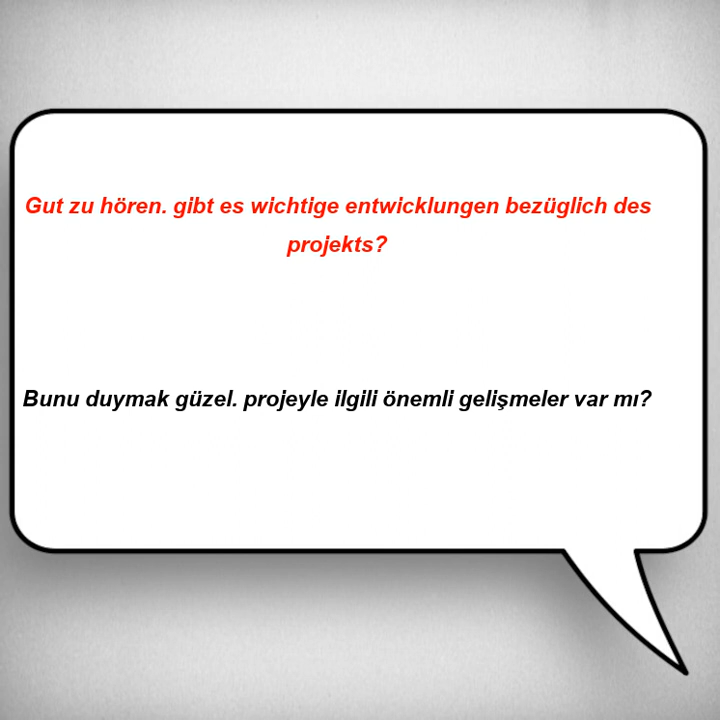 Gut zu hören. gibt es wichtige entwicklungen bezüglich des
projekts?
Bunu duymak güzel. projeyle ilgili önemli gelişmeler var mı?